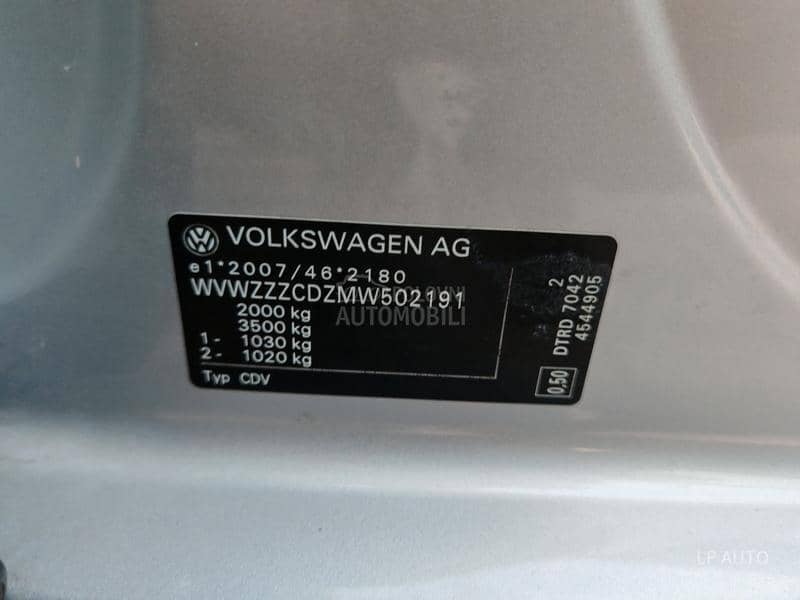 VOLKSWAGEN AG
e1*2007/46*2180
WVWZZZCDZMW502191
2000 kg
3500 kg
1- 1030 kg
2- 1020 kg
Typ CDV
2
DTRD 7042
4544905
0,50
AUTOMOBILI
LP AUTO